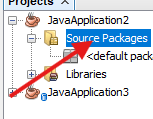 Projects
JavaApplication2
Source Packages
<default pack
Libraries
JavaApplication3